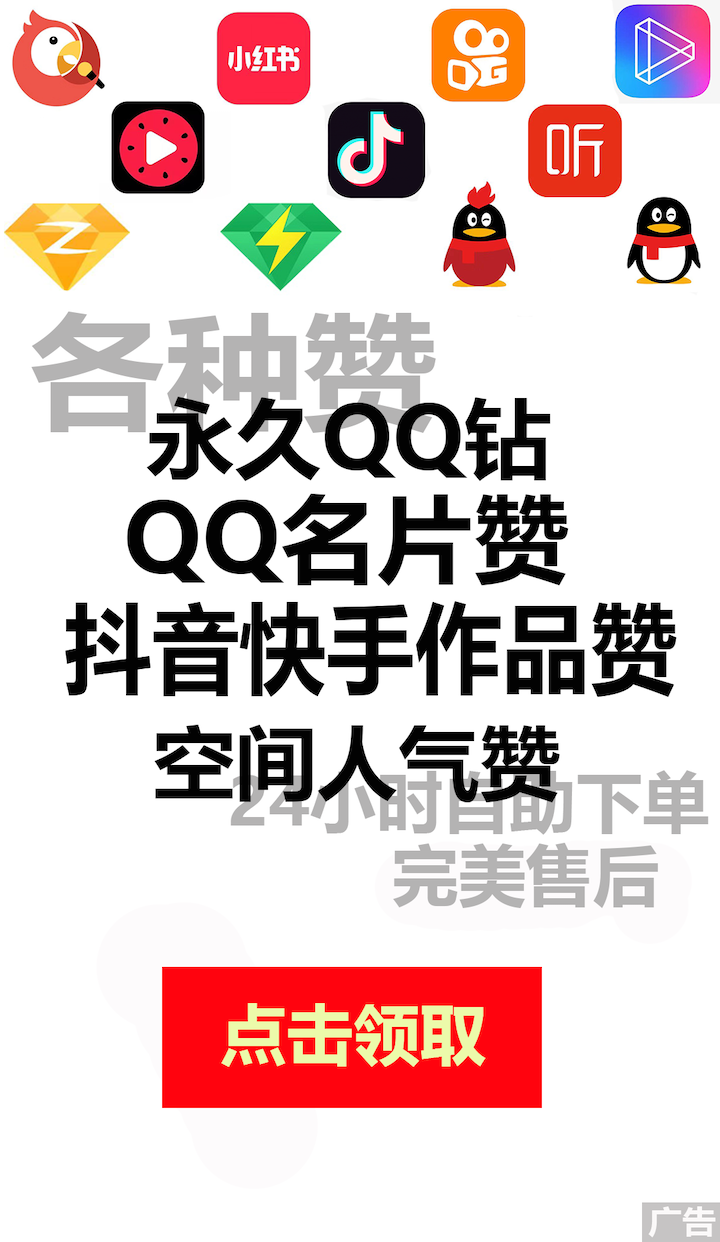 小红书
听
各种赞
永久QQ钻
QQ名片赞
抖音快手作品赞
空间人气赞
24小时自助下单
完美售后
点击领取
广告